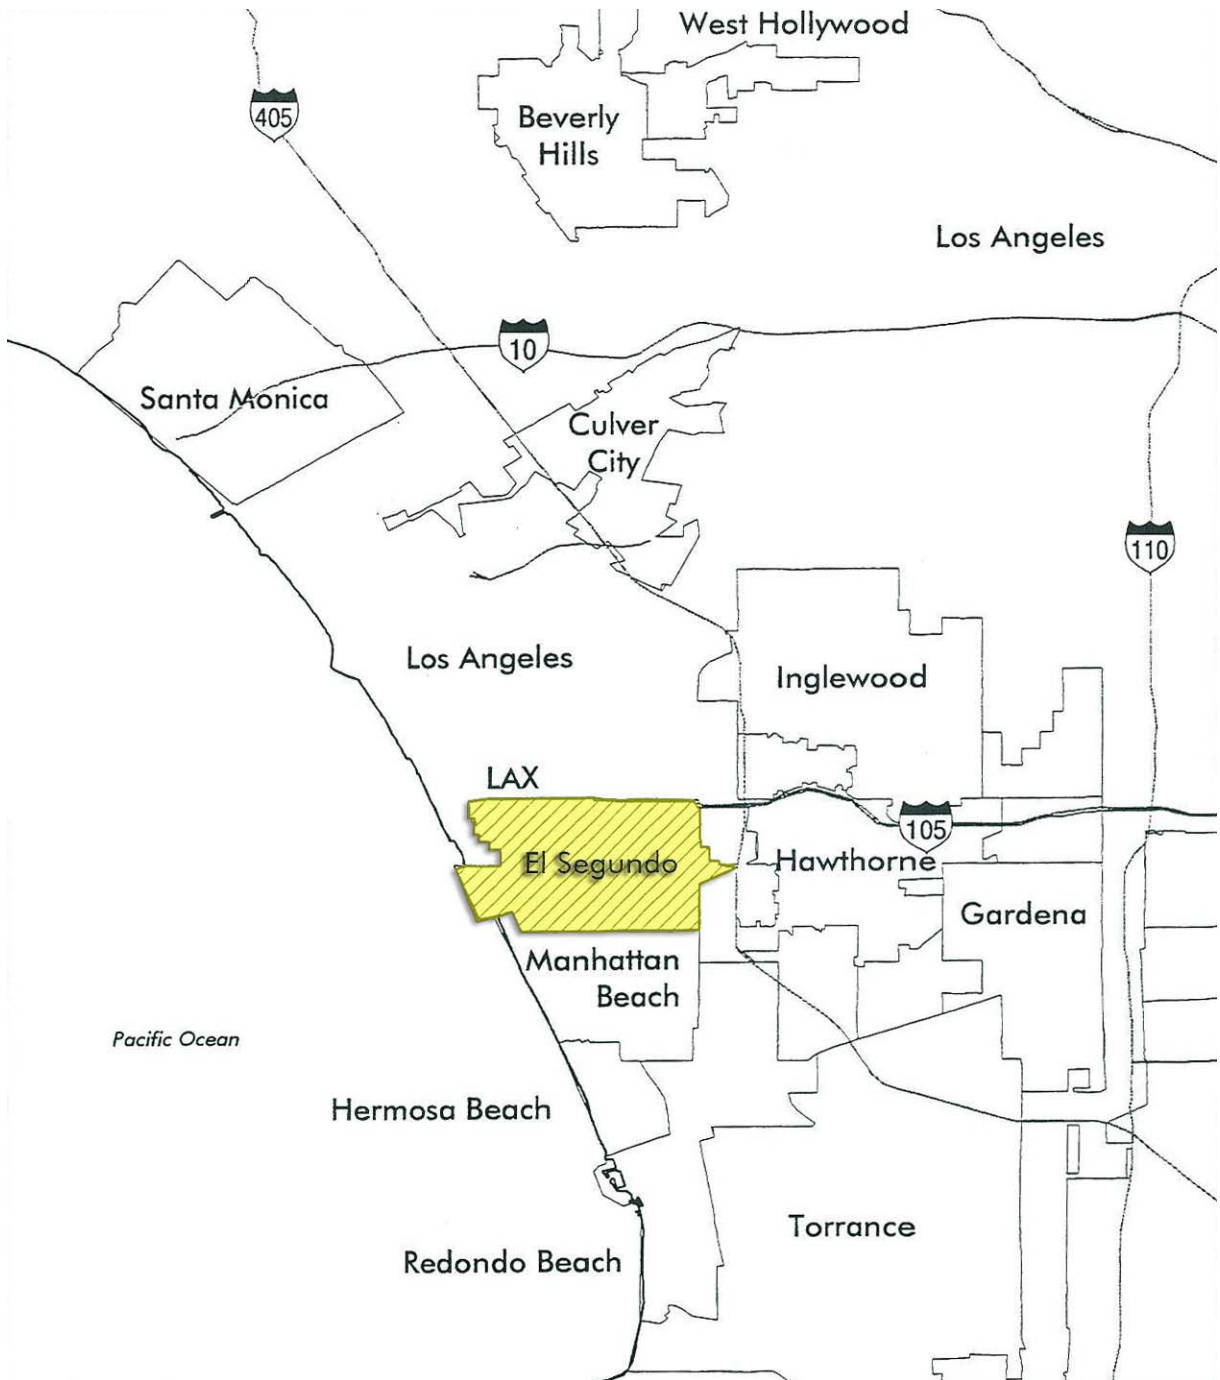 West Hollywood
405
Beverly
Hills
Los Angeles
10
Santa Monica
Culver
City
110
Los Angeles
Inglewood
LAX
105
El Segundo
Hawthorne
Gardena
Manhattan
Beach
Pacific Ocean
Hermosa Beach
Torrance
Redondo Beach